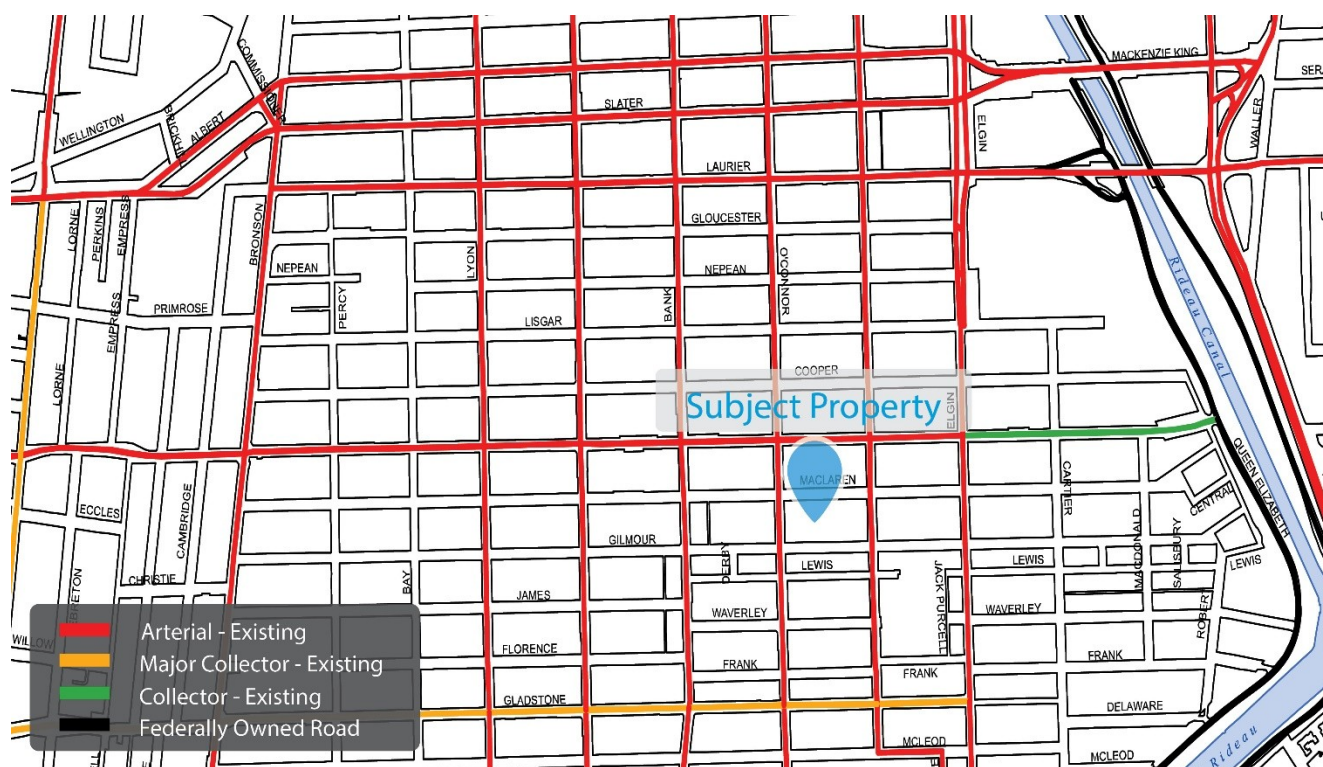 MACKENZIE KING
COMMISSIONER
WELLINGTON
ALBERT
SLATER
ELGIN
WALLER
LAURIER
LORNE
PERKINS
EMPRESS
BRONSON
GLOUCESTER
NEPEAN
LYON
NEPEAN
O'CONNOR
Rideau Canal
PRIMROSE
PERCY
EMPRESS
BANK
LISGAR
LORNE
COOPER
Subject Property
ELGIN
QUEEN ELIZABETH
MACLAREN
CARTIER
ECCLES
CAMBRIDGE
CENTRAL
MACDONALD
SALISBURY
GILMOUR
DERBY
LEWIS
LEWIS
LEWIS
CHRISTIE
BAY
JAMES
WAVERLEY
JACK PURCELL
WAVERLEY
ROBERT
Arterial - Existing
Major Collector - Existing
Collector - Existing
Federally Owned Road
FLORENCE
FRANK
FRANK
FRANK
GLADSTONE
DELAWARE
MCLEOD
MCLEOD
Rideau